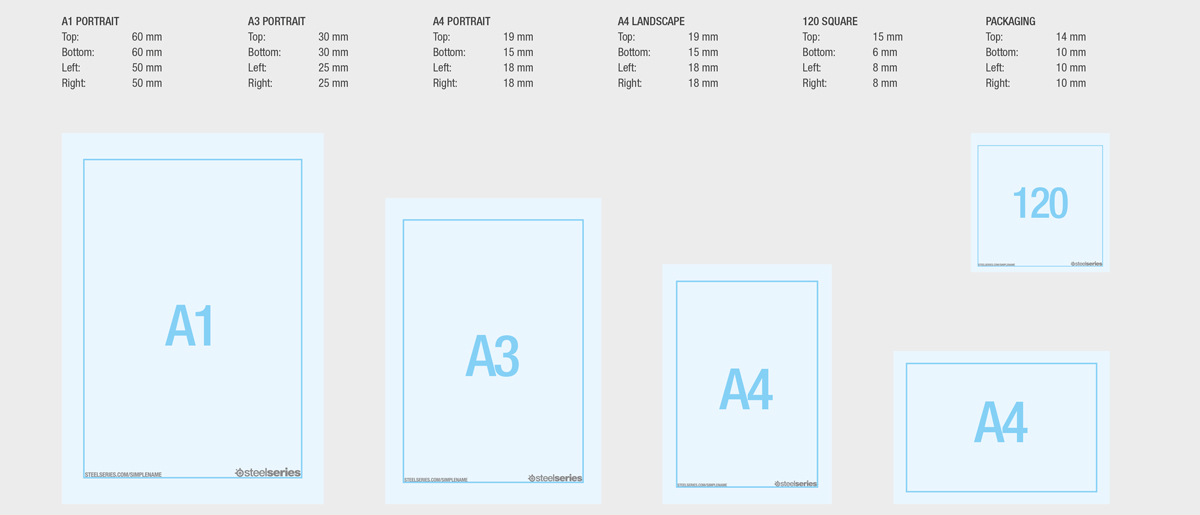 A1 PORTRAIT
Top: 60 mm
Bottom: 60 mm
Left: 50 mm
Right: 50 mm
A3 PORTRAIT
Top: 30 mm
Bottom: 30 mm
Left: 25 mm
Right: 25 mm
A4 PORTRAIT
Top: 19 mm
Bottom: 15 mm
Left: 18 mm
Right: 18 mm
A4 LANDSCAPE
Top: 19 mm
Bottom: 15 mm
Left: 18 mm
Right: 18 mm
120 SQUARE
Top: 15 mm
Bottom: 6 mm
Left: 8 mm
Right: 8 mm
PACKAGING
Top: 14 mm
Bottom: 10 mm
Left: 10 mm
Right: 10 mm
A1
STEELSERIES.COM/SIMPLENAME steelseries
A3
STEELSERIES.COM/SIMPLENAME steelseries
A4
STEELSERIES.COM/SIMPLENAME steelseries
120
STEELSERIES.COM/SIMPLENAME steelseries
A4